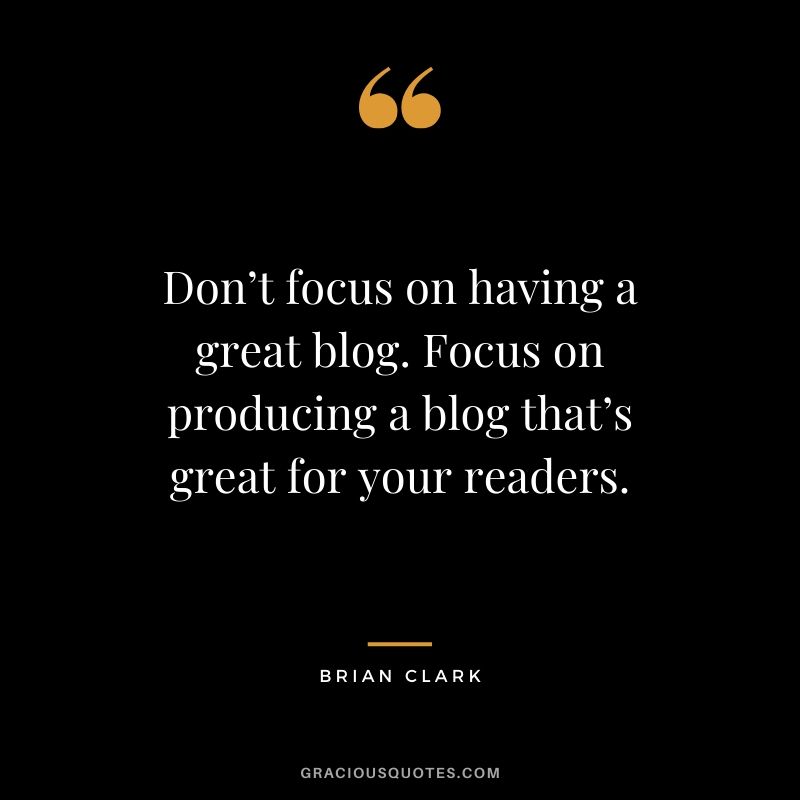 “
Don’t focus on having a
great blog. Focus on
producing a blog that’s
great for your readers.
BRIAN CLARK
GRACIOUSQUOTES.COM